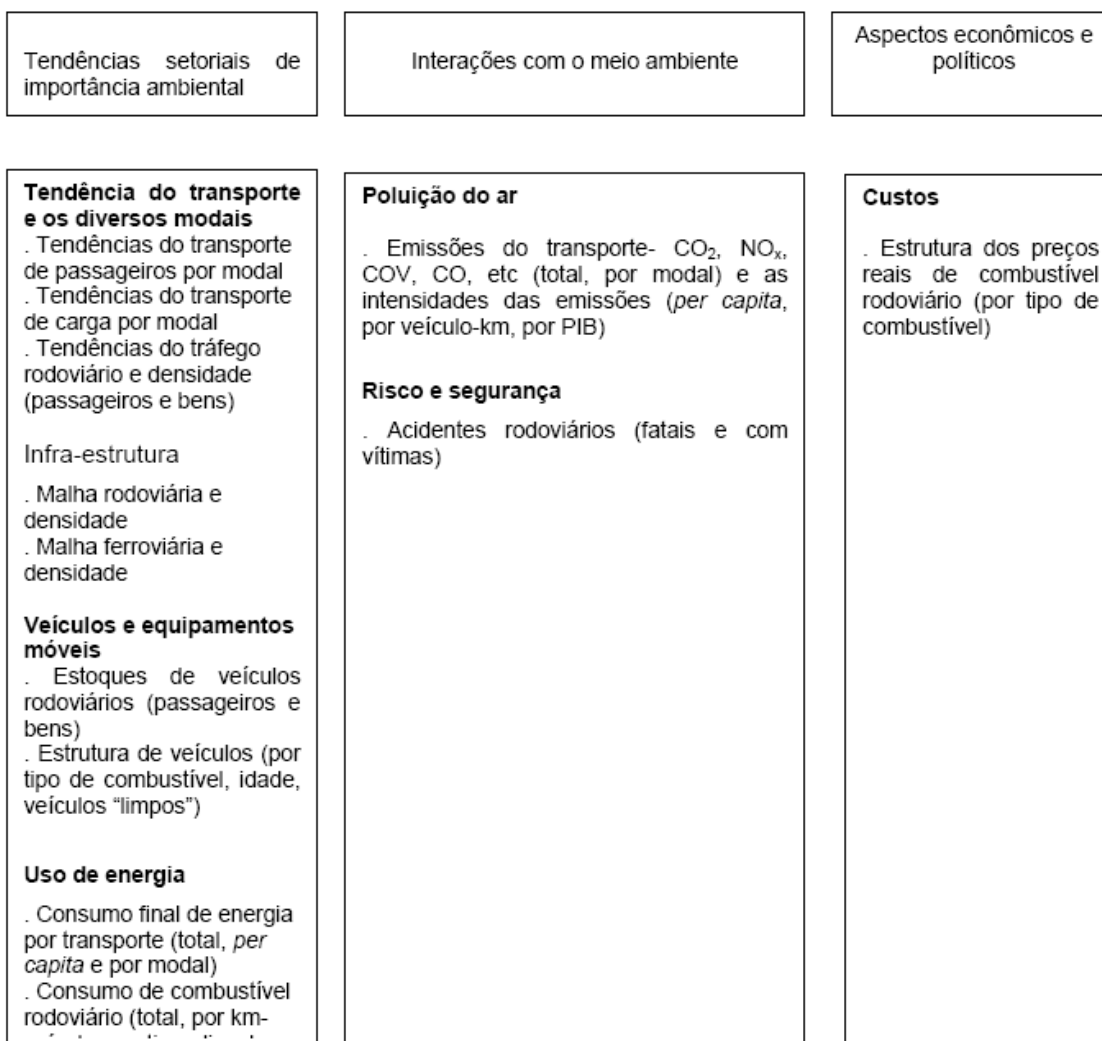 Tendências setoriais de
importância ambiental
Interações com o meio ambiente
Aspectos econômicos e
políticos
Tendência do transporte
e os diversos modais
. Tendências do transporte
de passageiros por modal
. Tendências do transporte
de carga por modal
. Tendências do tráfego
rodoviário e densidade
(passageiros e bens)
Infra-estrutura
. Malha rodoviária e
densidade
. Malha ferroviária e
densidade
Veículos e equipamentos
móveis
. Estoques de veículos
rodoviários (passageiros e
bens)
. Estrutura de veículos (por
tipo de combustível, idade,
veículos “limpos”)
Uso de energia
. Consumo final de energia
por transporte (total, per
capita e por modal)
. Consumo de combustível
rodoviário (total, por km-
Poluição do ar
. Emissões do transporte- CO₂, NOₓ,
COV, CO, etc (total, por modal) e as
intensidades das emissões (per capita,
por veículo-km, por PIB)
Risco e segurança
. Acidentes rodoviários (fatais e com
vítimas)
Custos
. Estrutura dos preços
reais de combustível
rodoviário (por tipo de
combustível)